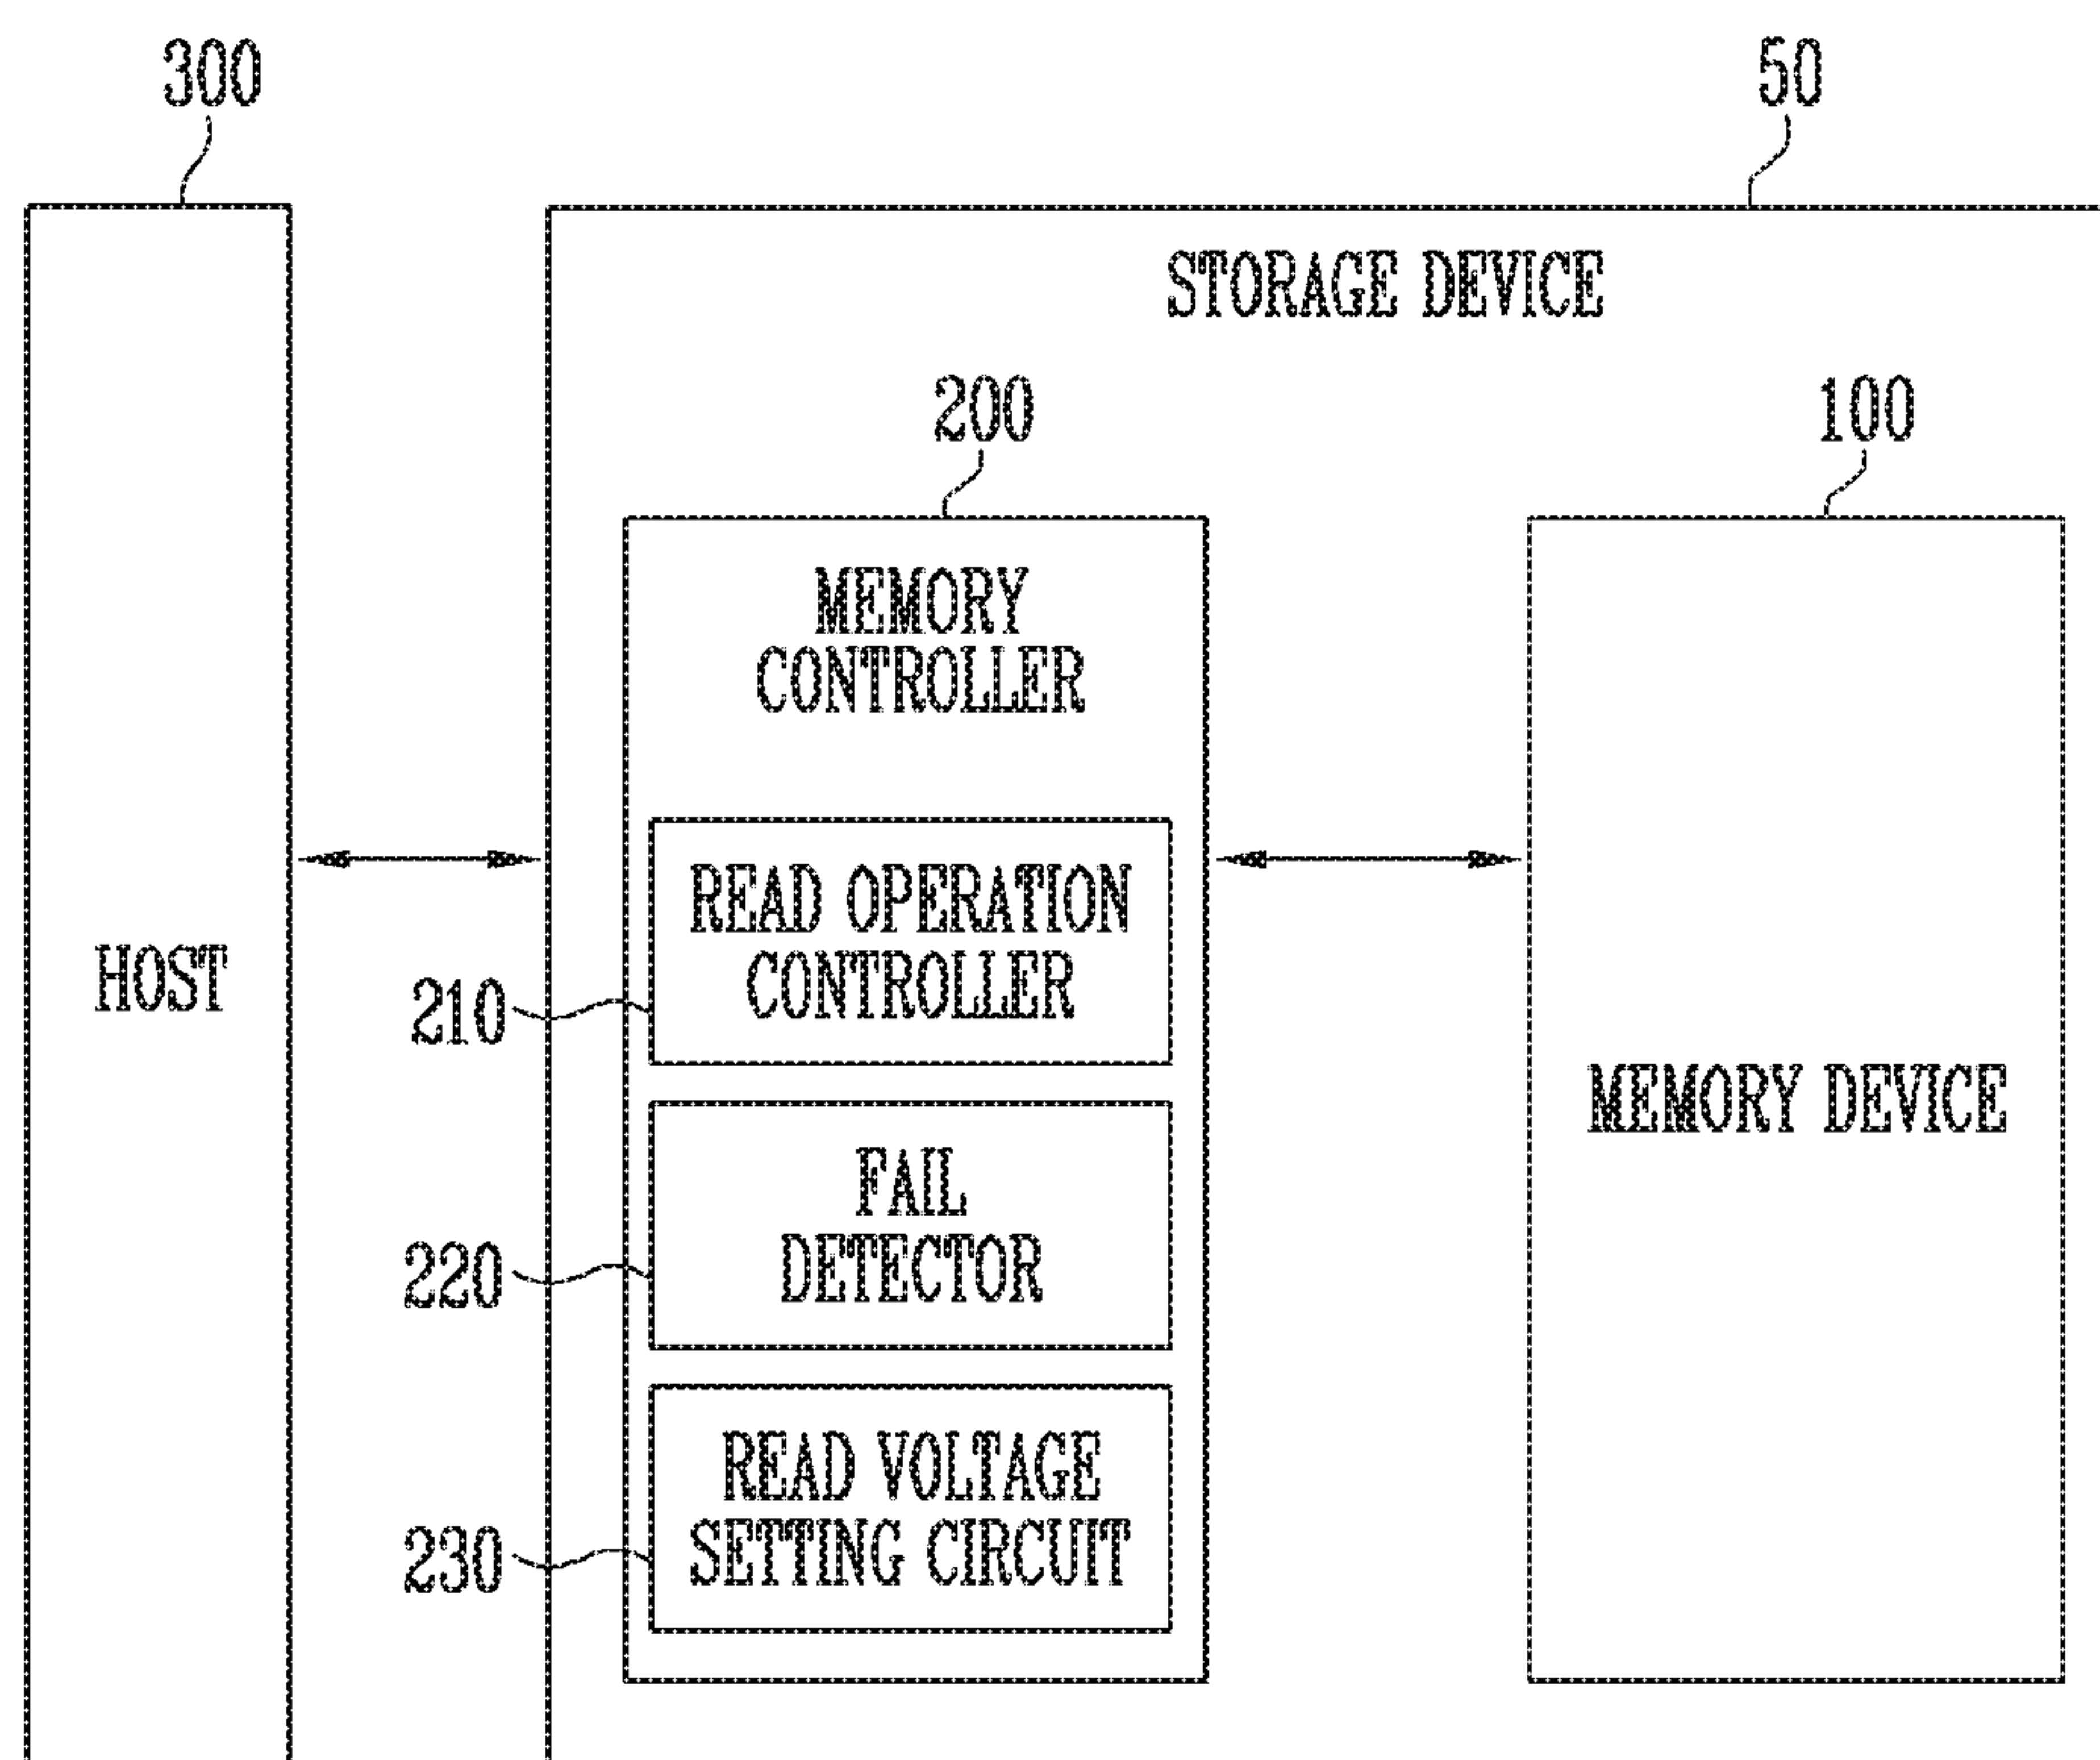 300
50
STORAGE DEVICE
200
100
MEMORY
CONTROLLER
READ OPERATION
CONTROLLER
210
HOST
MEMORY DEVICE
FAIL
DETECTOR
220
READ VOLTAGE
SETTING CIRCUIT
230